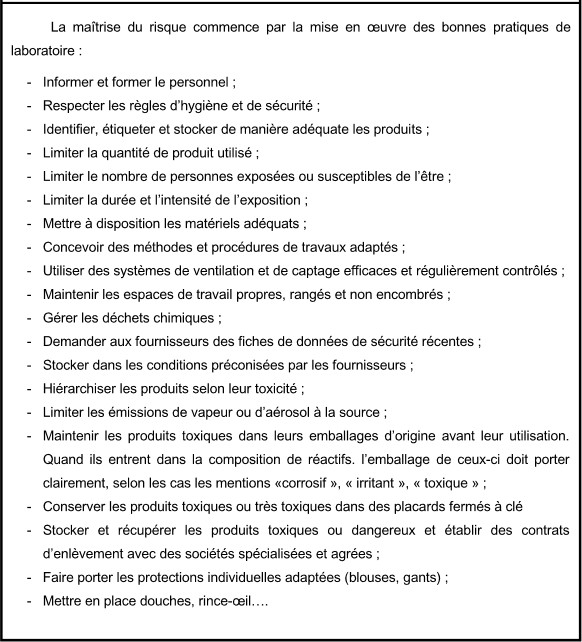 La maîtrise du risque commence par la mise en œuvre des bonnes pratiques de
laboratoire :
- Informer et former le personnel ;
- Respecter les règles d'hygiène et de sécurité ;
- Identifier, étiqueter et stocker de manière adéquate les produits ;
- Limiter la quantité de produit utilisé ;
- Limiter le nombre de personnes exposées ou susceptibles de l'être ;
- Limiter la durée et l'intensité de l'exposition ;
- Mettre à disposition les matériels adéquats ;
- Concevoir des méthodes et procédures de travaux adaptés ;
- Utiliser des systèmes de ventilation et de captage efficaces et régulièrement contrôlés ;
- Maintenir les espaces de travail propres, rangés et non encombrés ;
- Gérer les déchets chimiques ;
- Demander aux fournisseurs des fiches de données de sécurité récentes ;
- Stocker dans les conditions préconisées par les fournisseurs ;
- Hiérarchiser les produits selon leur toxicité ;
- Limiter les émissions de vapeur ou d'aérosol à la source ;
- Maintenir les produits toxiques dans leurs emballages d'origine avant leur utilisation.
Quand ils entrent dans la composition de réactifs. l'emballage de ceux-ci doit porter
clairement, selon les cas les mentions «corrosif », « irritant », « toxique » ;
- Conserver les produits toxiques ou très toxiques dans des placards fermés à clé
- Stocker et récupérer les produits toxiques ou dangereux et établir des contrats
d'enlèvement avec des sociétés spécialisées et agrées ;
- Faire porter les protections individuelles adaptées (blouses, gants) ;
- Mettre en place douches, rince-œil….